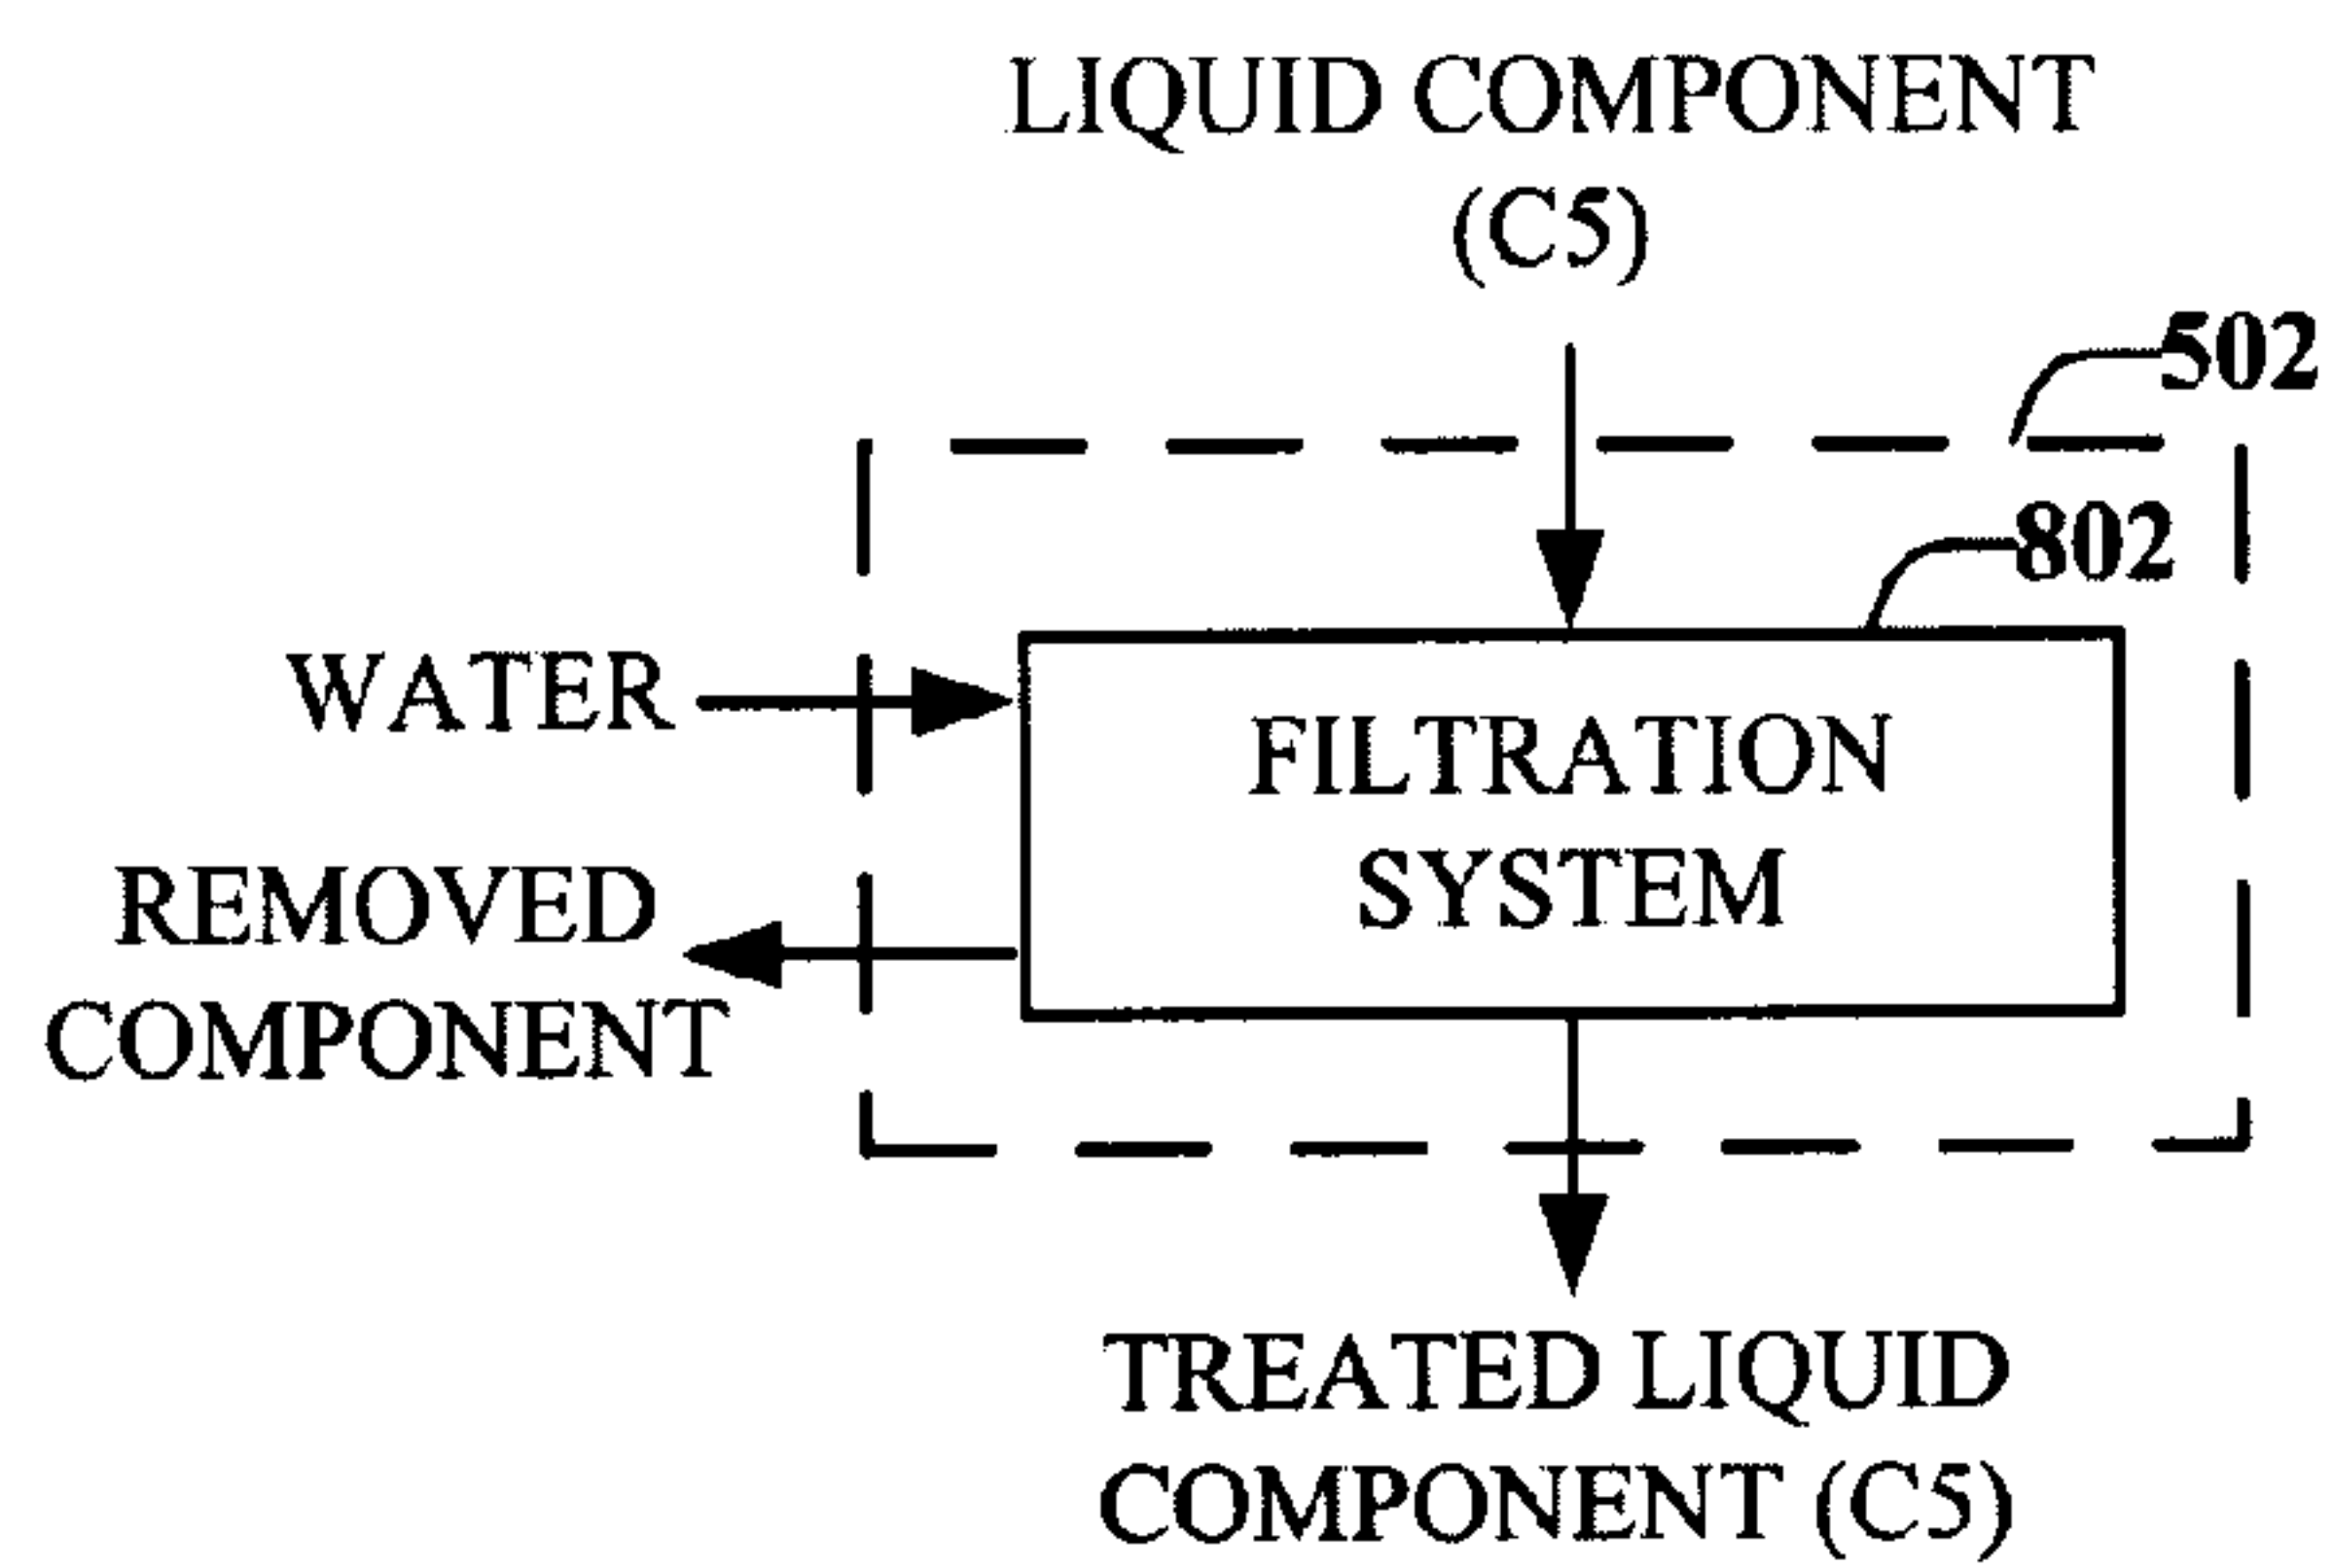 LIQUID COMPONENT
(C5)
502
802
WATER
FILTRATION
SYSTEM
REMOVED
COMPONENT
TREATED LIQUID
COMPONENT (C5)